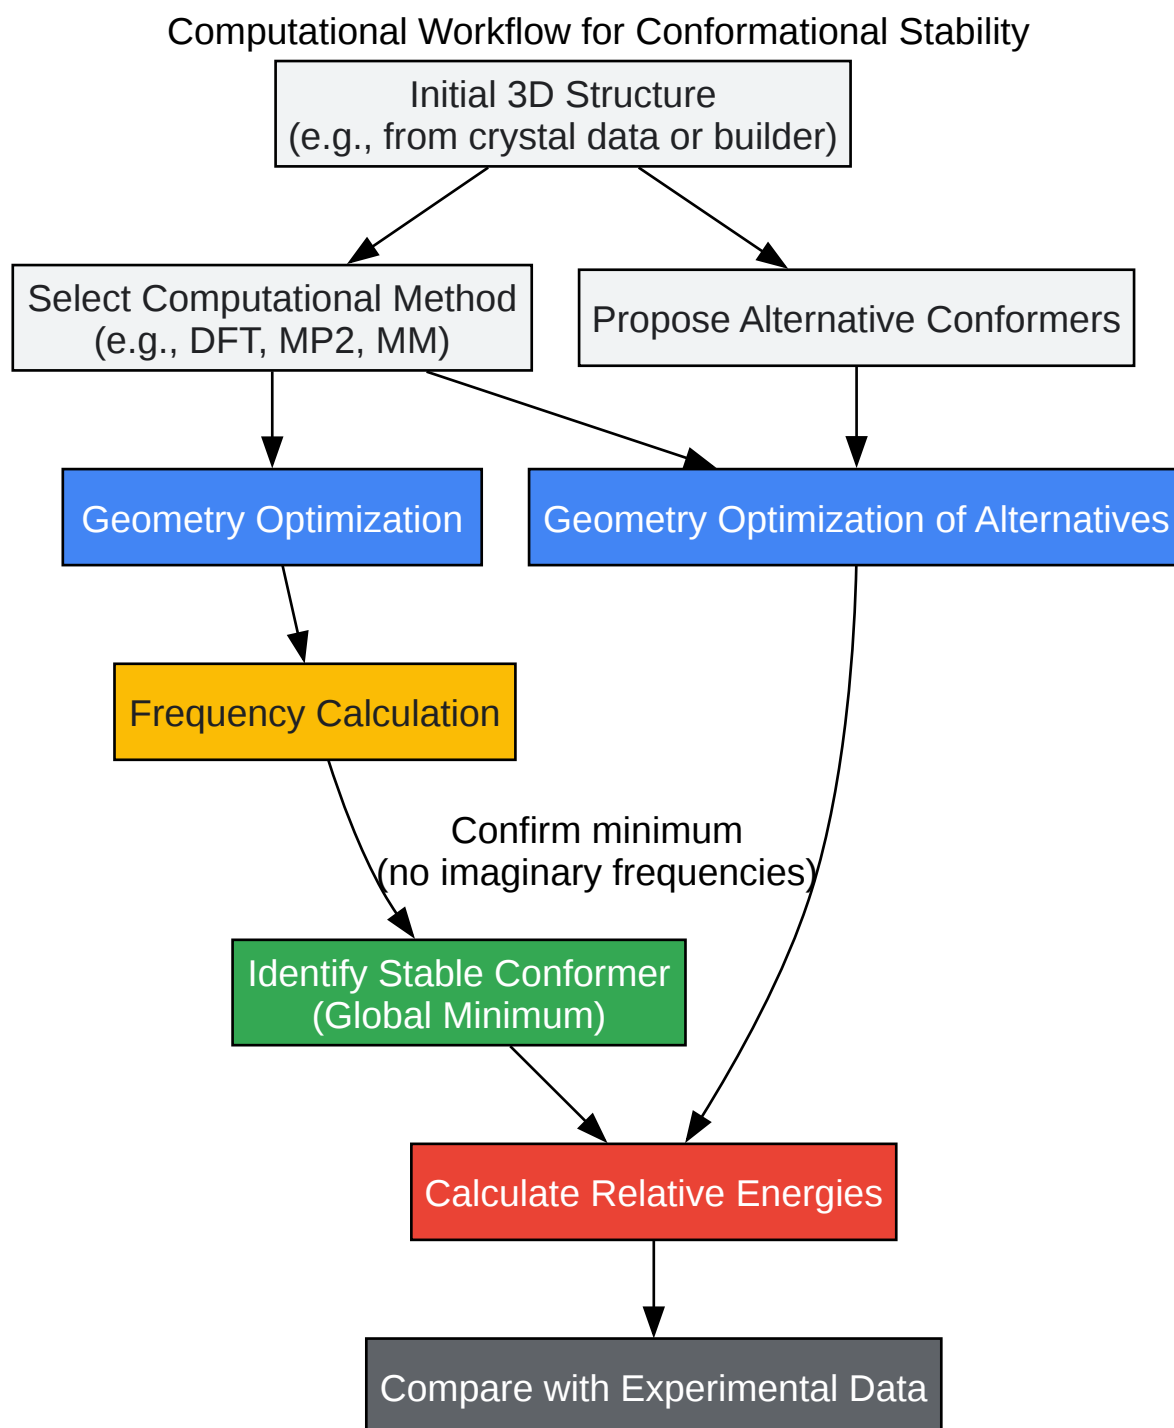 Computational Workflow for Conformational Stability
Initial 3D Structure
(e.g., from crystal data or builder)
Select Computational Method
(e.g., DFT, MP2, MM)
Propose Alternative Conformers
Geometry Optimization
Geometry Optimization of Alternatives
Frequency Calculation
Confirm minimum
(no imaginary frequencies)
Identify Stable Conformer
(Global Minimum)
Calculate Relative Energies
Compare with Experimental Data